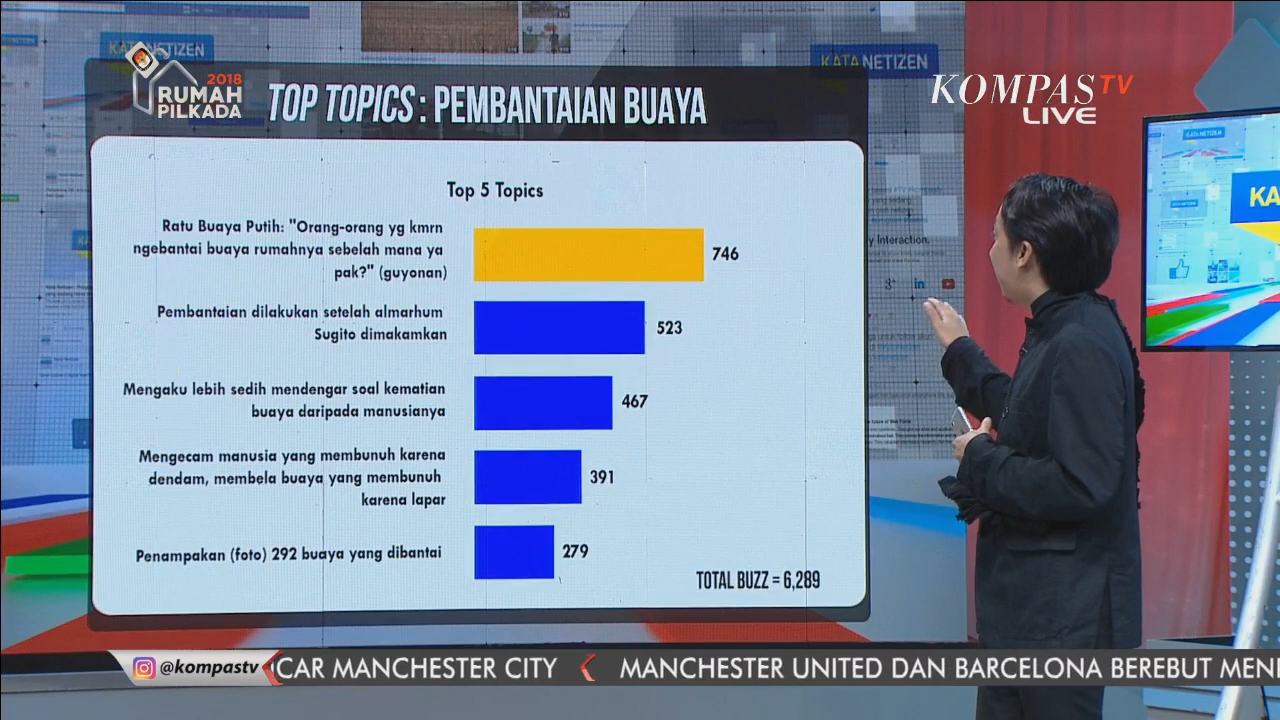 KATA NETIZEN
KATA NETIZEN
2018
RUMAH
PILKADA
TOP TOPICS : PEMBANTAIAN BUAYA
KOMPAS TV
LIVE
Top 5 Topics
Ratu Buaya Putih: "Orang-orang yg kmrn
ngebantai buaya rumahnya sebelah mana ya
pak?" (guyonan)
746
Pembantaian dilakukan setelah almarhum
Sugito dimakamkan
523
Mengaku lebih sedih mendengar soal kematian
buaya daripada manusianya
467
Mengecam manusia yang membunuh karena
dendam, membela buaya yang membunuh
karena lapar
391
Penampakan (foto) 292 buaya yang dibantai
279
TOTAL BUZZ = 6,289
y Interaction.
KATA NETIZEN
KA
@kompastv
CAR MANCHESTER CITY
MANCHESTER UNITED DAN BARCELONA BEREBUT MEN